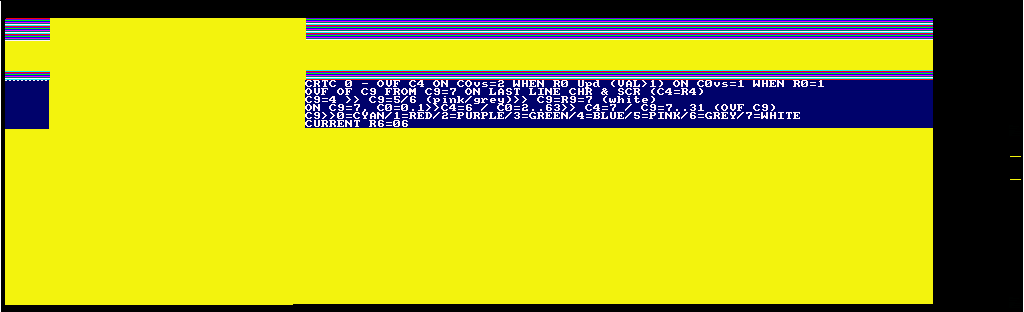 CRTC 0 - OVF C4 ON C0vs=2 WHEN R0 Upd (VAL>1) ON C0vs=1 WHEN R0=1
OVF OF C9 FROM C9=7 ON LAST LINE CHR & SCR (C4=R4)
C9=4 >> C9=5/6 (pink/grey)>> C9=R9=7 (white)
ON C9=7, C0=0.1>>C4=6 / C0=2..63>> C4=7 / C9=7..31 (OVF C9)
C9>>0=CYAN/1=RED/2=PURPLE/3=GREEN/4=BLUE/5=PINK/6=GREY/7=WHITE
CURRENT R6=06